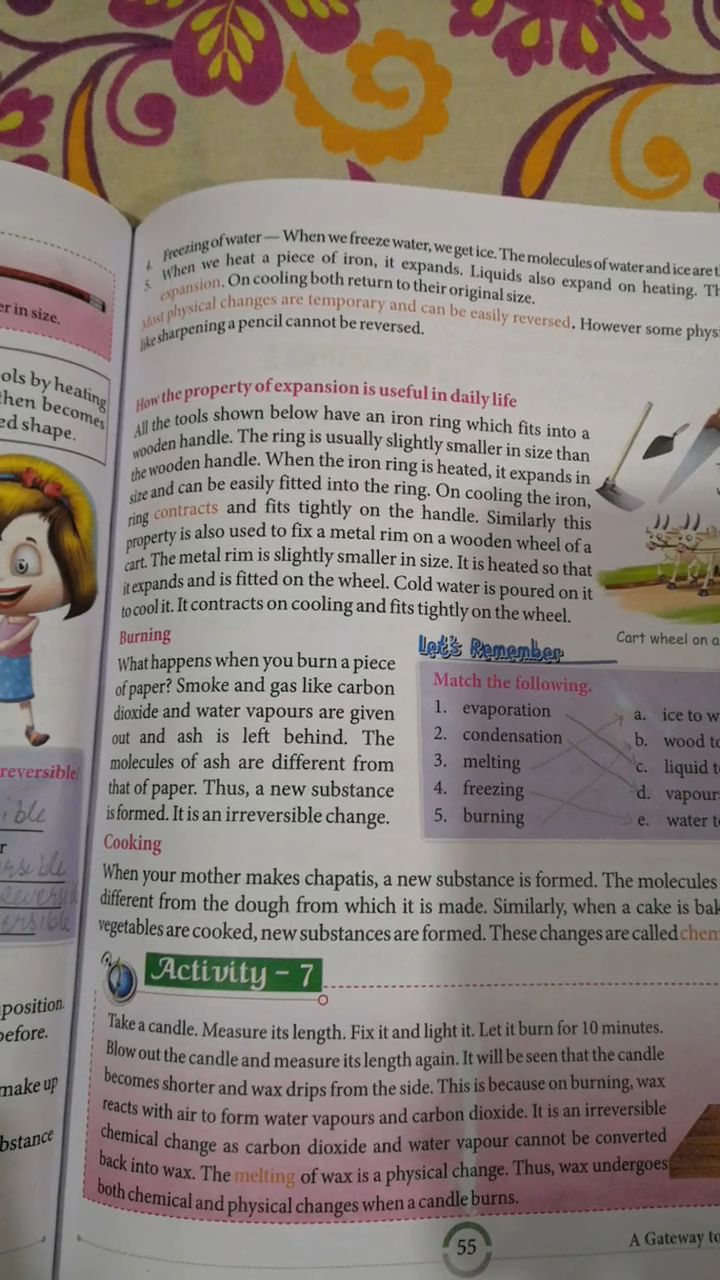 4. Freezing of water — When we freeze water, we get ice. The molecules of water and ice are
5. When we heat a piece of iron, it expands. Liquids also expand on heating.
expansion. On cooling both return to their original size.
Most physical changes are temporary and can be easily reversed. However some
like sharpening a pencil cannot be reversed.
er in size.
ols by heating
hen becomes
ed shape.
How the property of expansion is useful in daily life
All the tools shown below have an iron ring which fits into a
wooden handle. The ring is usually slightly smaller in size than
the wooden handle. When the iron ring is heated, it expands in
size and can be easily fitted into the ring. On cooling the iron,
ring contracts and fits tightly on the handle. Similarly this
property is also used to fix a metal rim on a wooden wheel of a
cart. The metal rim is slightly smaller in size. It is heated so that
it expands and is fitted on the wheel. Cold water is poured on it
to cool it. It contracts on cooling and fits tightly on the wheel.
Cart wheel on a
Burning
What happens when you burn a piece
of paper? Smoke and gas like carbon
dioxide and water vapours are given
out and ash is left behind. The
molecules of ash are different from
that of paper. Thus, a new substance
is formed. It is an irreversible change.
Let's Remember
Match the following.
1. evaporation a. ice to w
2. condensation b. wood to
3. melting c. liquid t
4. freezing d. vapour
5. burning e. water t
reversible/
ible
r
ersible
ersible
Cooking
When your mother makes chapatis, a new substance is formed. The molecules
different from the dough from which it is made. Similarly, when a cake is bak
vegetables are cooked, new substances are formed. These changes are called chem
Activity - 7
Take a candle. Measure its length. Fix it and light it. Let it burn for 10 minutes.
Blow out the candle and measure its length again. It will be seen that the candle
becomes shorter and wax drips from the side. This is because on burning, wax
reacts with air to form water vapours and carbon dioxide. It is an irreversible
chemical change as carbon dioxide and water vapour cannot be converted
back into wax. The melting of wax is a physical change. Thus, wax undergoes
both chemical and physical changes when a candle burns.
position.
efore.
make up
bstance
55
A Gateway to